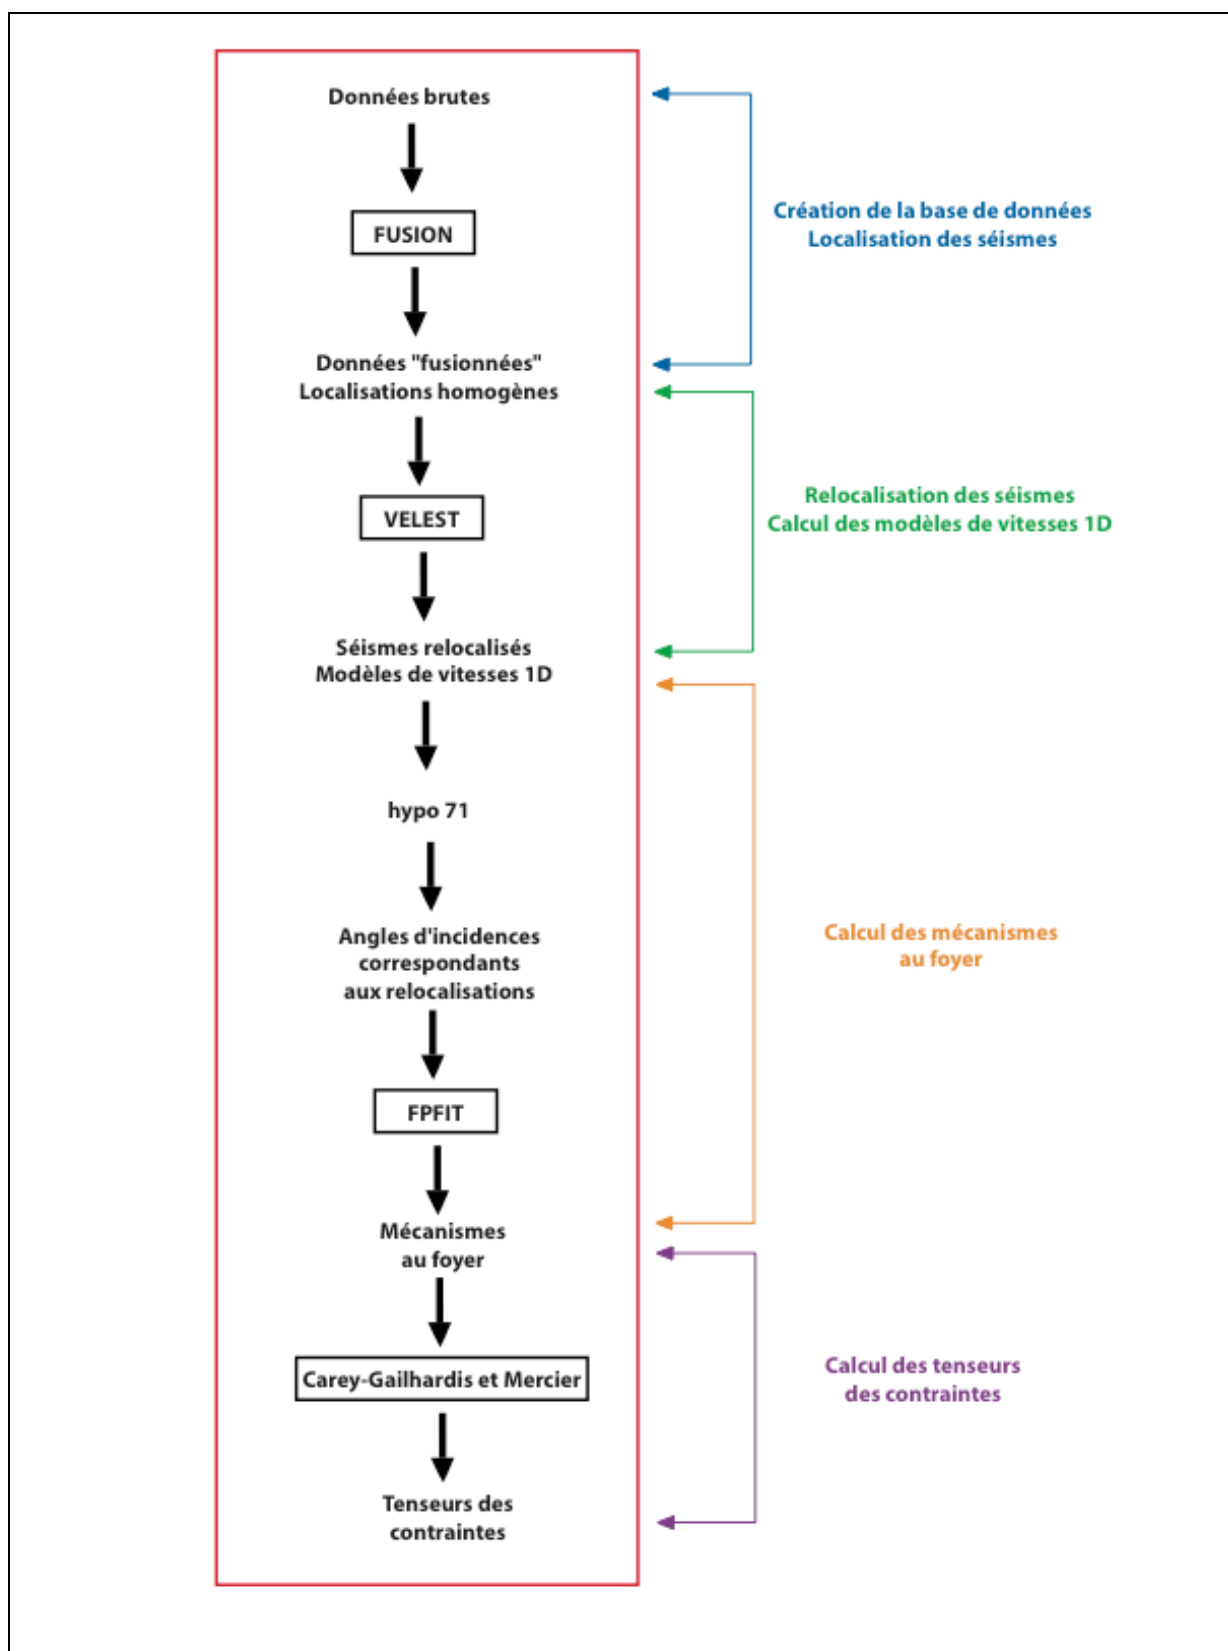 Données brutes
FUSION
Création de la base de données
Localisation des séismes
Données "fusionnées"
Localisations homogènes
VELEST
Relocalisation des séismes
Calcul des modèles de vitesses 1D
Séismes relocalisés
Modèles de vitesses 1D
hypo 71
Angles d'incidences
correspondants
aux relocalisations
Calcul des mécanismes
au foyer
FPFIT
Mécanismes
au foyer
Carey-Gailhardis et Mercier
Calcul des tenseurs
des contraintes
Tenseurs des
contraintes